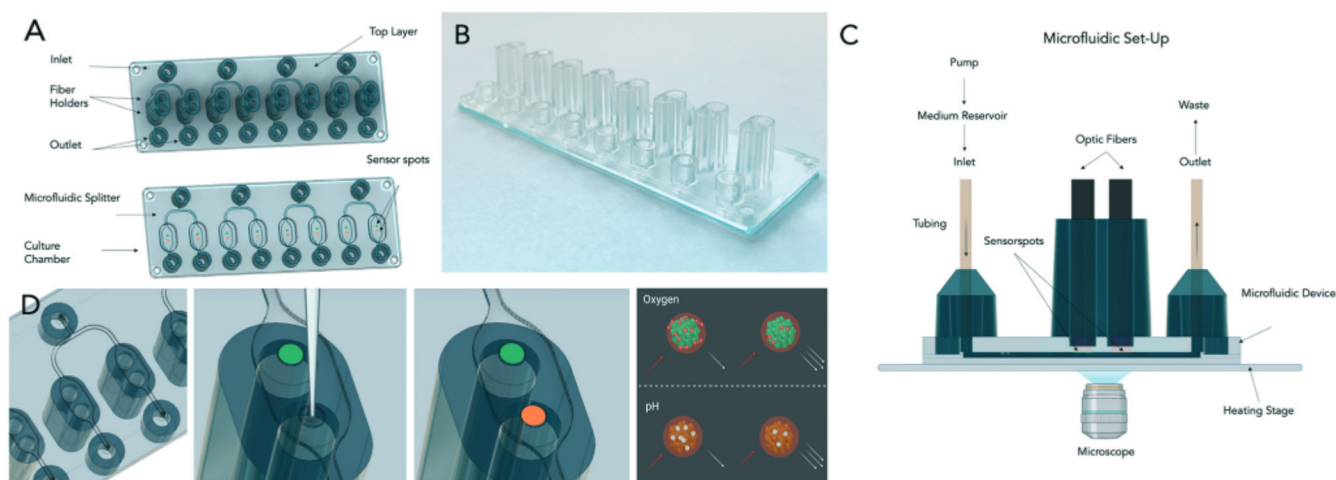 A
Top Layer
Inlet
Fiber
Holders
Outlet
Sensor spots
Microfluidic Splitter
Culture
Chamber
B
C
Microfluidic Set-Up
Pump
Medium Reservoir
Inlet
Optic Fibers
Waste
Outlet
Tubing
Sensorspots
Microfluidic Device
Heating Stage
Microscope
D
Oxygen
pH